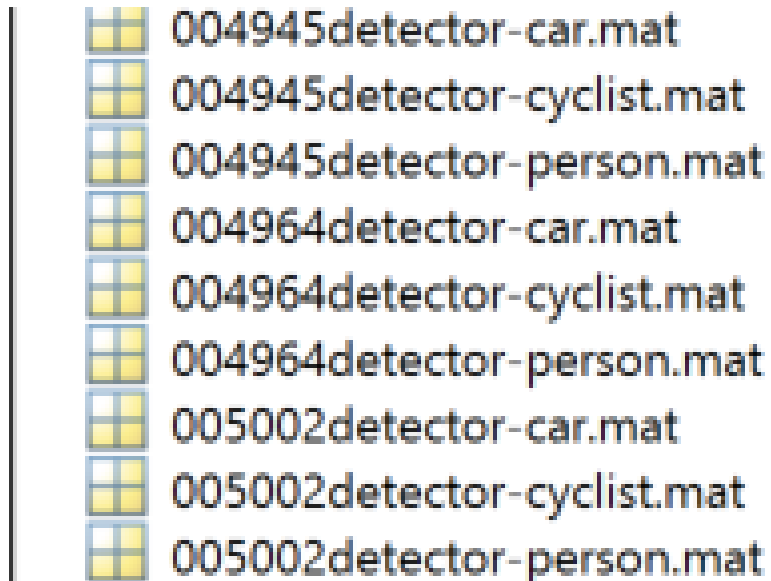 004945detector-car.mat
004945detector-cyclist.mat
004945detector-person.mat
004964detector-car.mat
004964detector-cyclist.mat
004964detector-person.mat
005002detector-car.mat
005002detector-cyclist.mat
005002detector-person.mat